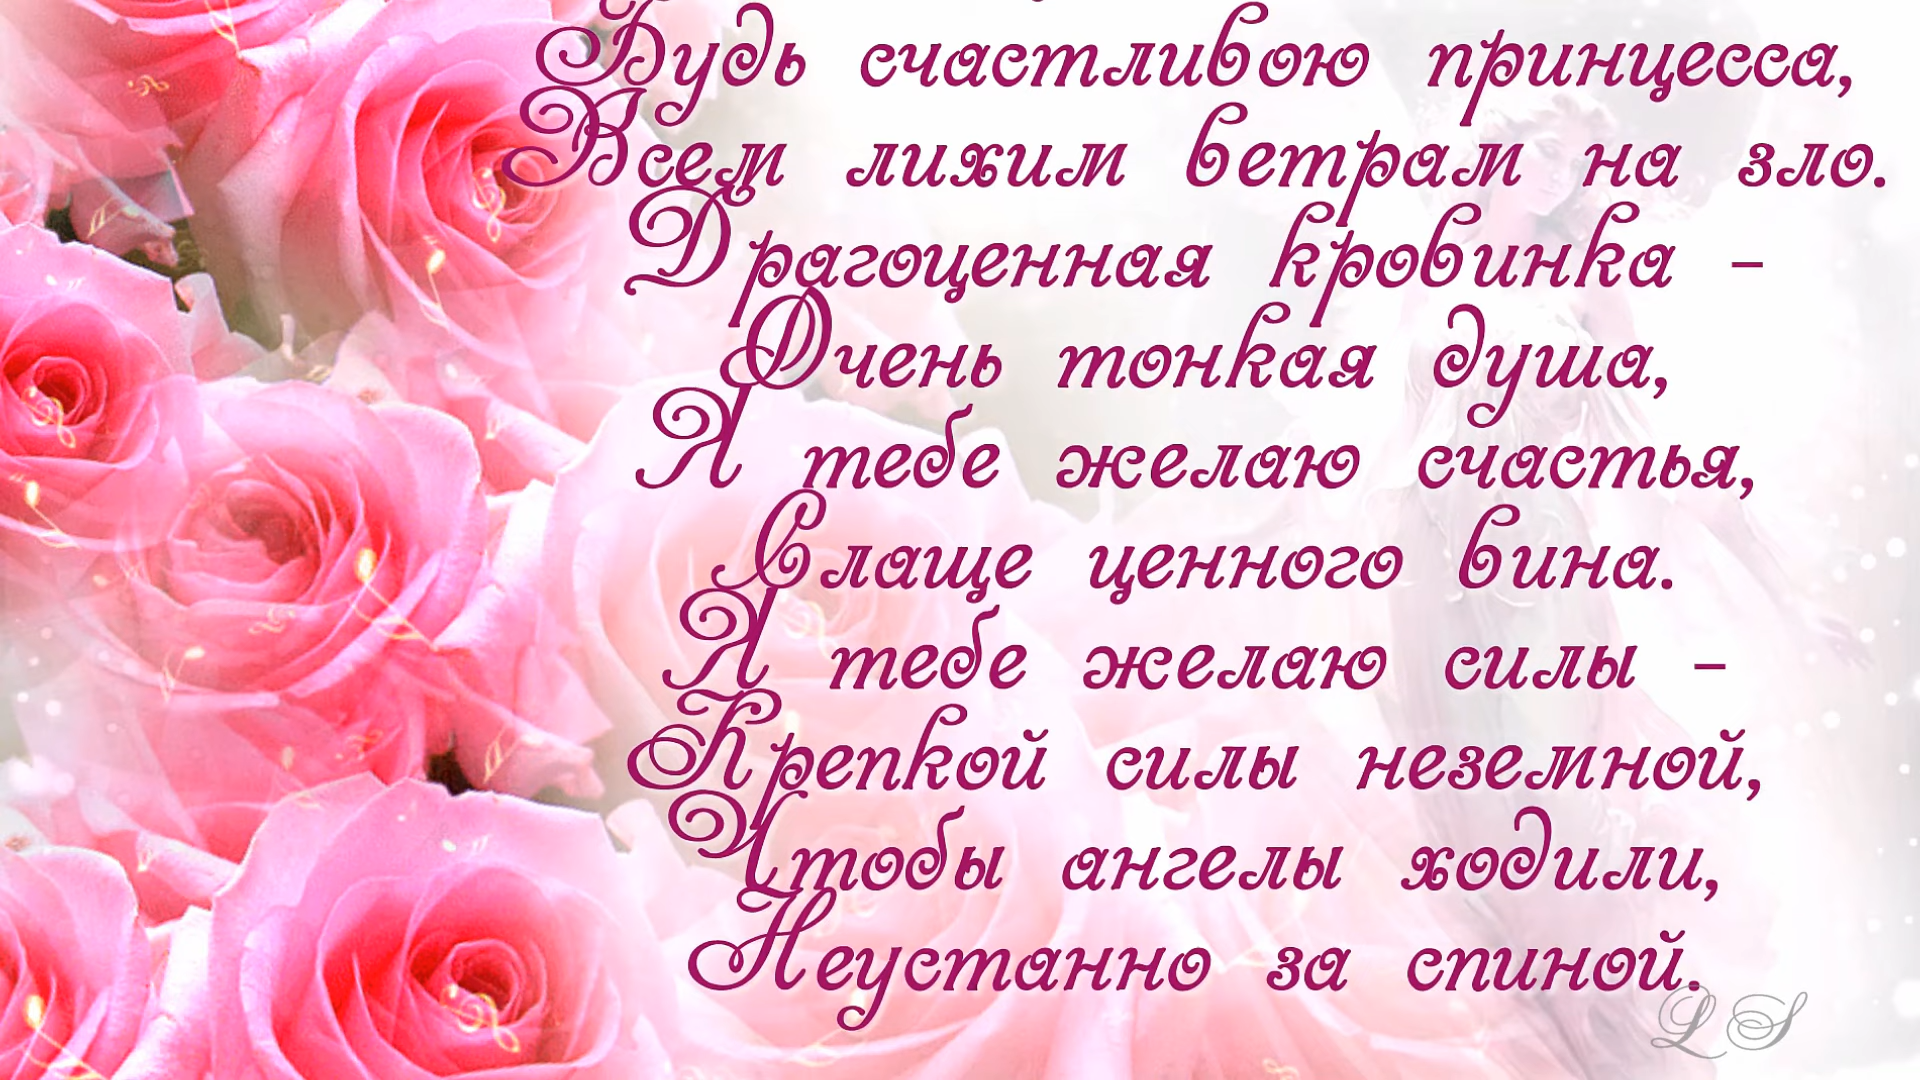 Будь счастливою принцесса,
Всем лихим ветрам на зло.
Драгоценная кровинка -
Очень тонкая душа,
Я тебе желаю счастья,
Слаще ценного вина.
Я тебе желаю силы -
Крепкой силы неземной,
Чтобы ангелы ходили,
Неустанно за спиной.
L S